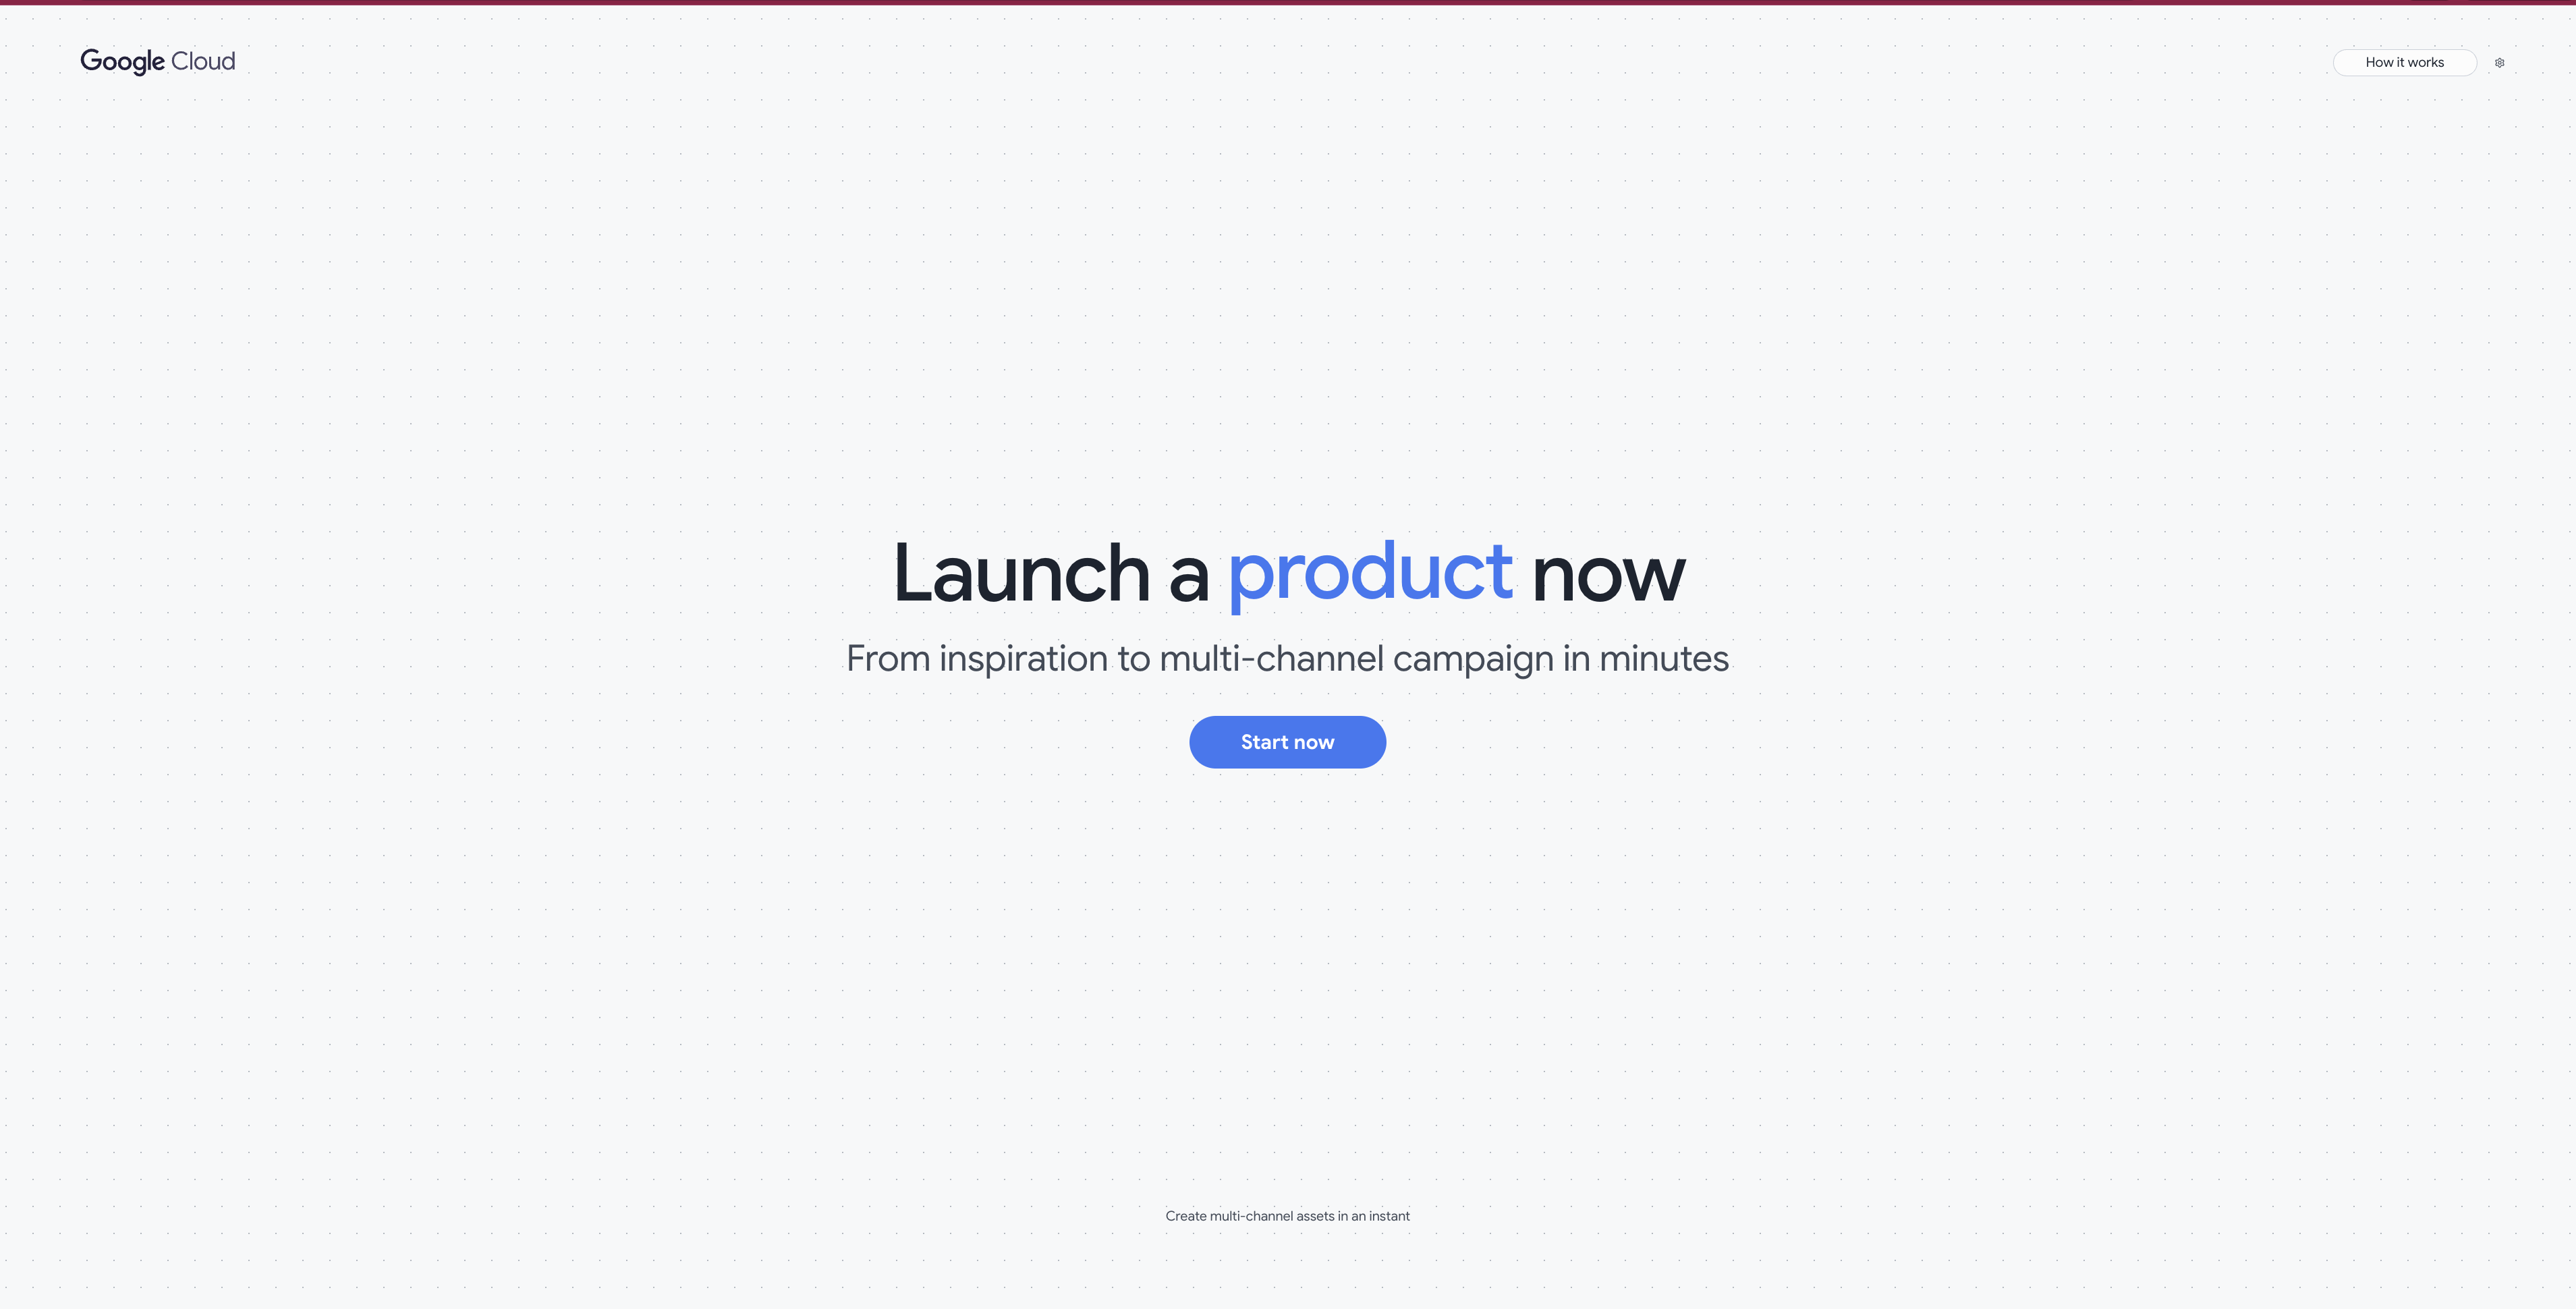 Google Cloud
How it works
Launch a product now
From inspiration to multi-channel campaign in minutes
Start now
Create multi-channel assets in an instant